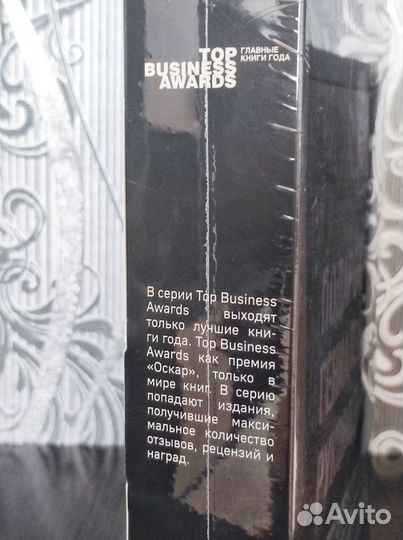 TOP
BUSINESS
AWARDS
ГЛАВНЫЕ
КНИГИ ГОДА
В серии Top Business
Awards выходят
только лучшие кни-
ги года. Top Business
Awards как премия
«Оскар», только в
мире книг. В серию
попадают издания,
получившие макси-
мальное количество
отзывов, рецензий и
наград.
Avito